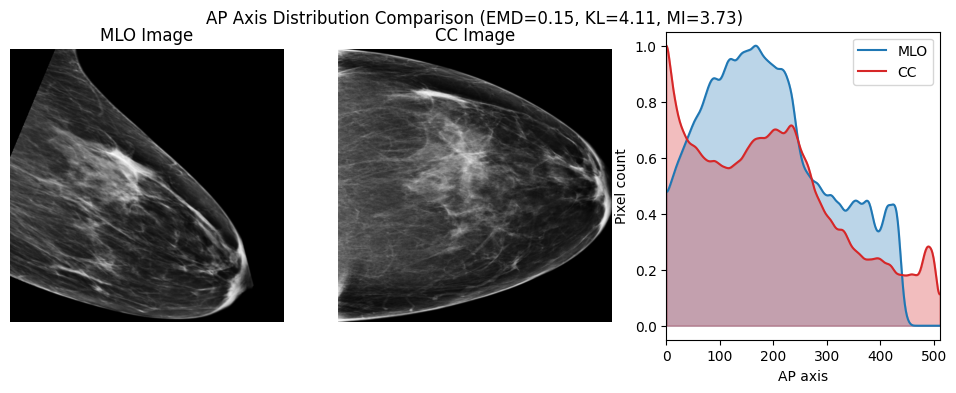 AP Axis Distribution Comparison (EMD=0.15, KL=4.11, MI=3.73)
MLO Image
CC Image
MLO
CC
Pixel count
1.0
0.8
0.6
0.4
0.2
0.0
0 100 200 300 400 500
AP axis